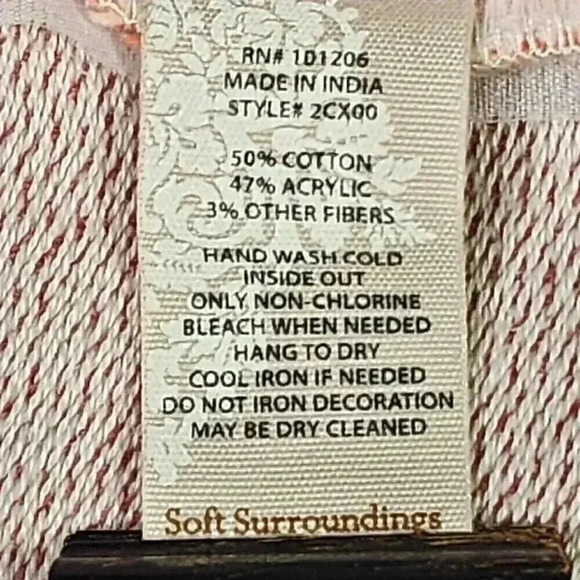 RN# 101206
MADE IN INDIA
STYLE# 2CX00
50% COTTON
47% ACRYLIC
3% OTHER FIBERS
HAND WASH COLD
INSIDE OUT
ONLY NON-CHLORINE
BLEACH WHEN NEEDED
HANG TO DRY
COOL IRON IF NEEDED
DO NOT IRON DECORATION
MAY BE DRY CLEANED
Soft Surroundings